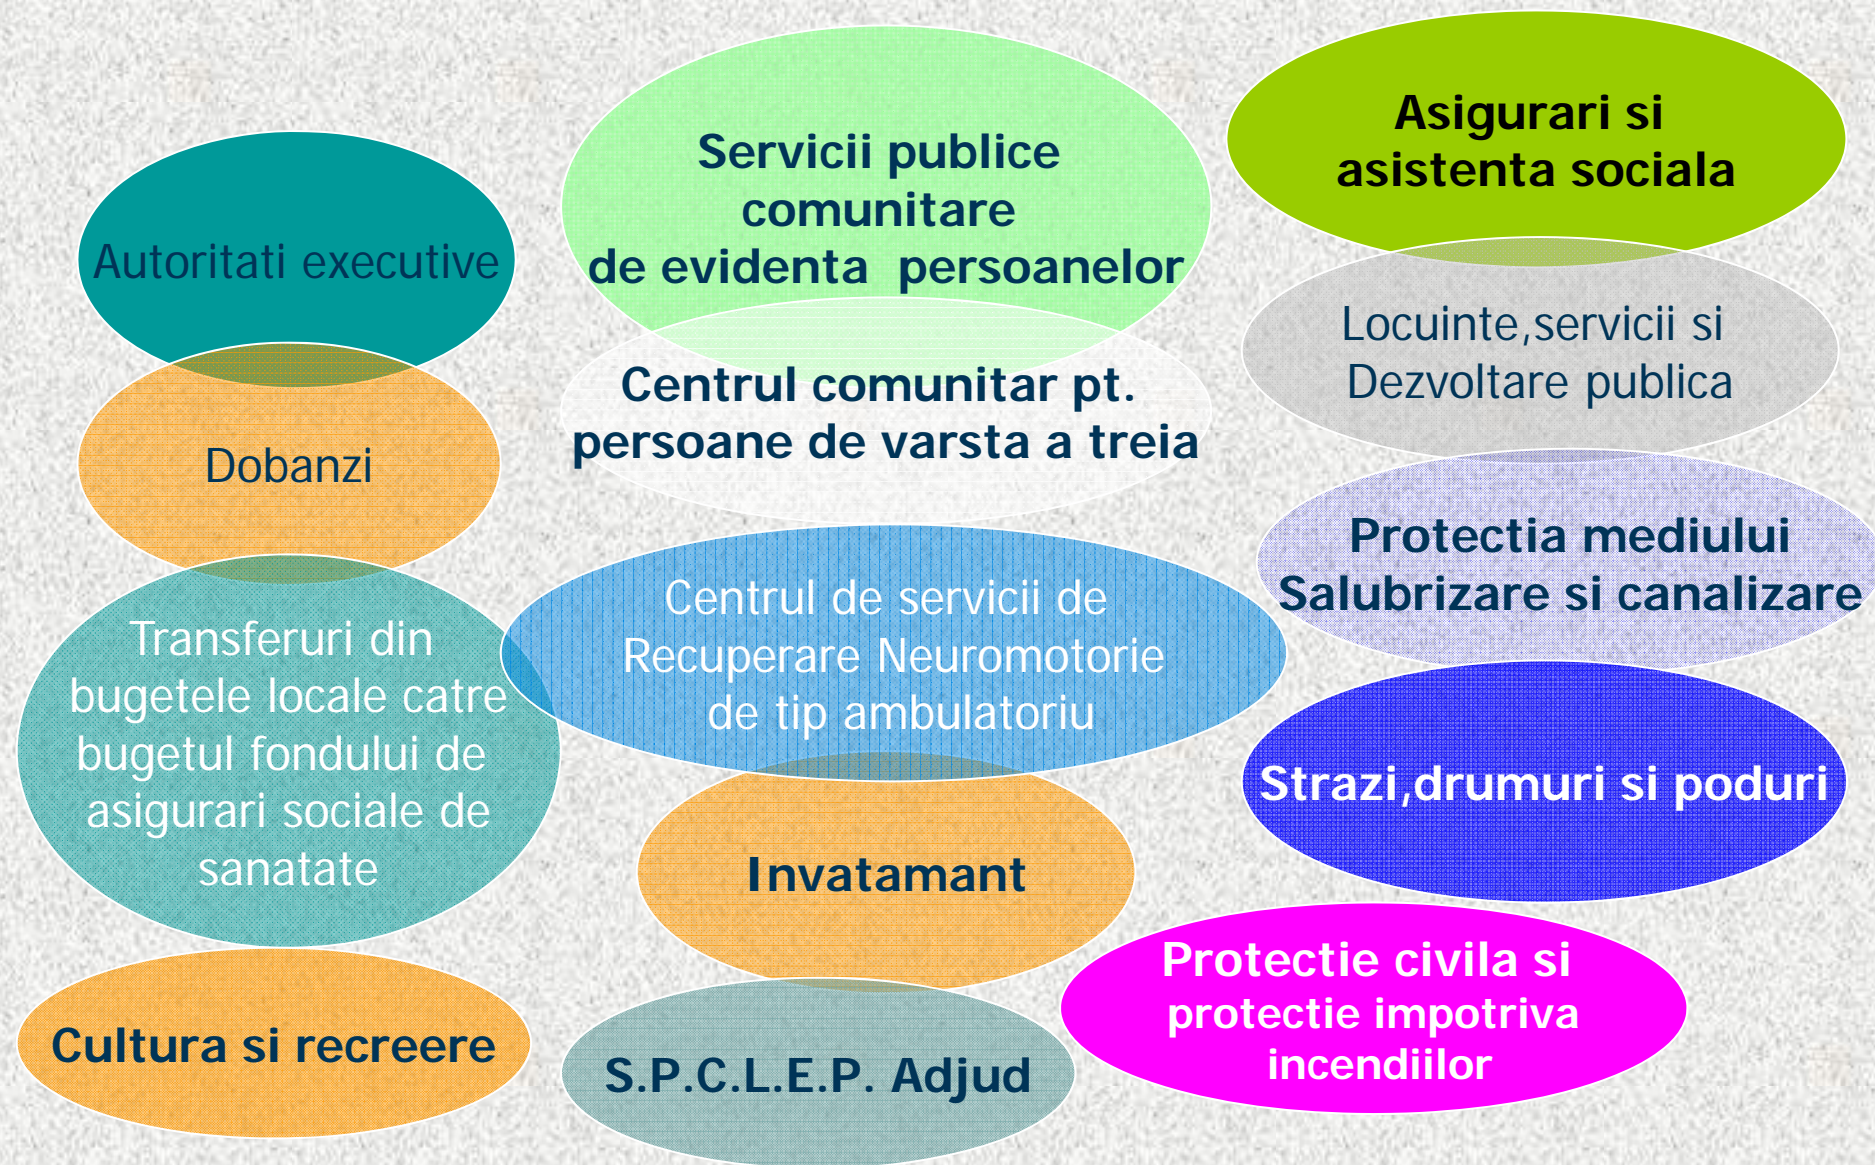 Autoritati executive
Dobanzi
Transferuri din
bugetele locale catre
bugetul fondului de
asigurari sociale de
sanatate
Cultura si recreere
Servicii publice
comunitare
de evidenta persoanelor
Centrul comunitar pt.
persoane de varsta a treia
Centrul de servicii de
Recuperare Neuromotorie
de tip ambulatoriu
Invatamant
S.P.C.L.E.P. Adjud
Asigurari si
asistenta sociala
Locuinte,servicii si
Dezvoltare publica
Protectia mediului
Salubrizare si canalizare
Strazi,drumuri si poduri
Protectie civila si
protectie impotriva
incendiilor